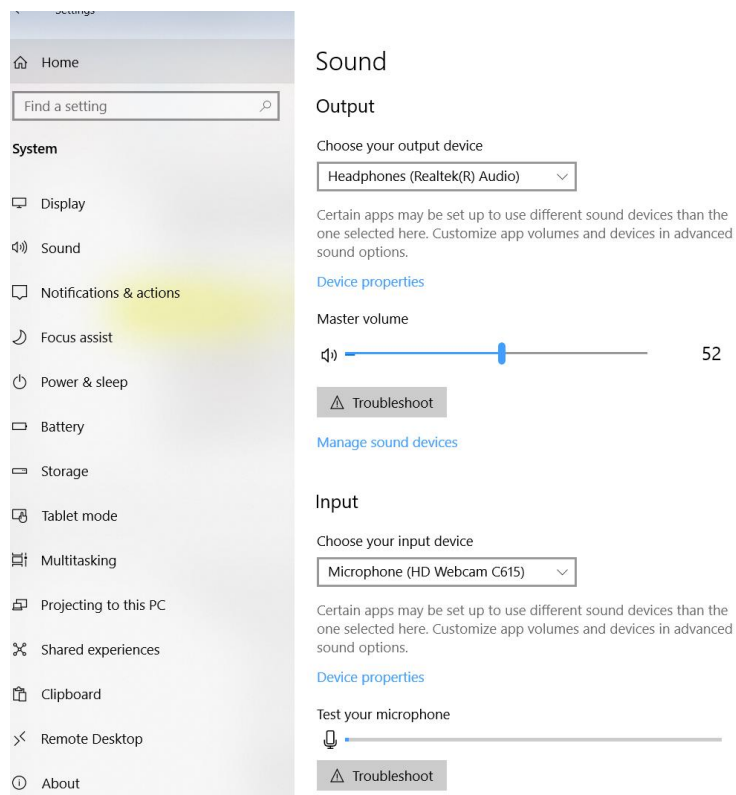 Settings
Home
Find a setting
System
Display
Sound
Notifications & actions
Focus assist
Power & sleep
Battery
Storage
Tablet mode
Multitasking
Projecting to this PC
Shared experiences
Clipboard
Remote Desktop
About
Sound
Output
Choose your output device
Headphones (Realtek(R) Audio)
Certain apps may be set up to use different sound devices than the
one selected here. Customize app volumes and devices in advanced
sound options.
Device properties
Master volume
52
Troubleshoot
Manage sound devices
Input
Choose your input device
Microphone (HD Webcam C615)
Certain apps may be set up to use different sound devices than the
one selected here. Customize app volumes and devices in advanced
sound options.
Device properties
Test your microphone
Troubleshoot